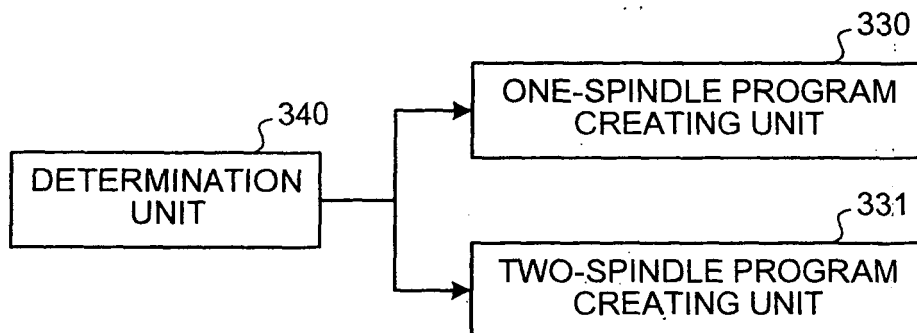 330
ONE-SPINDLE PROGRAM
CREATING UNIT
340
DETERMINATION
UNIT
331
TWO-SPINDLE PROGRAM
CREATING UNIT